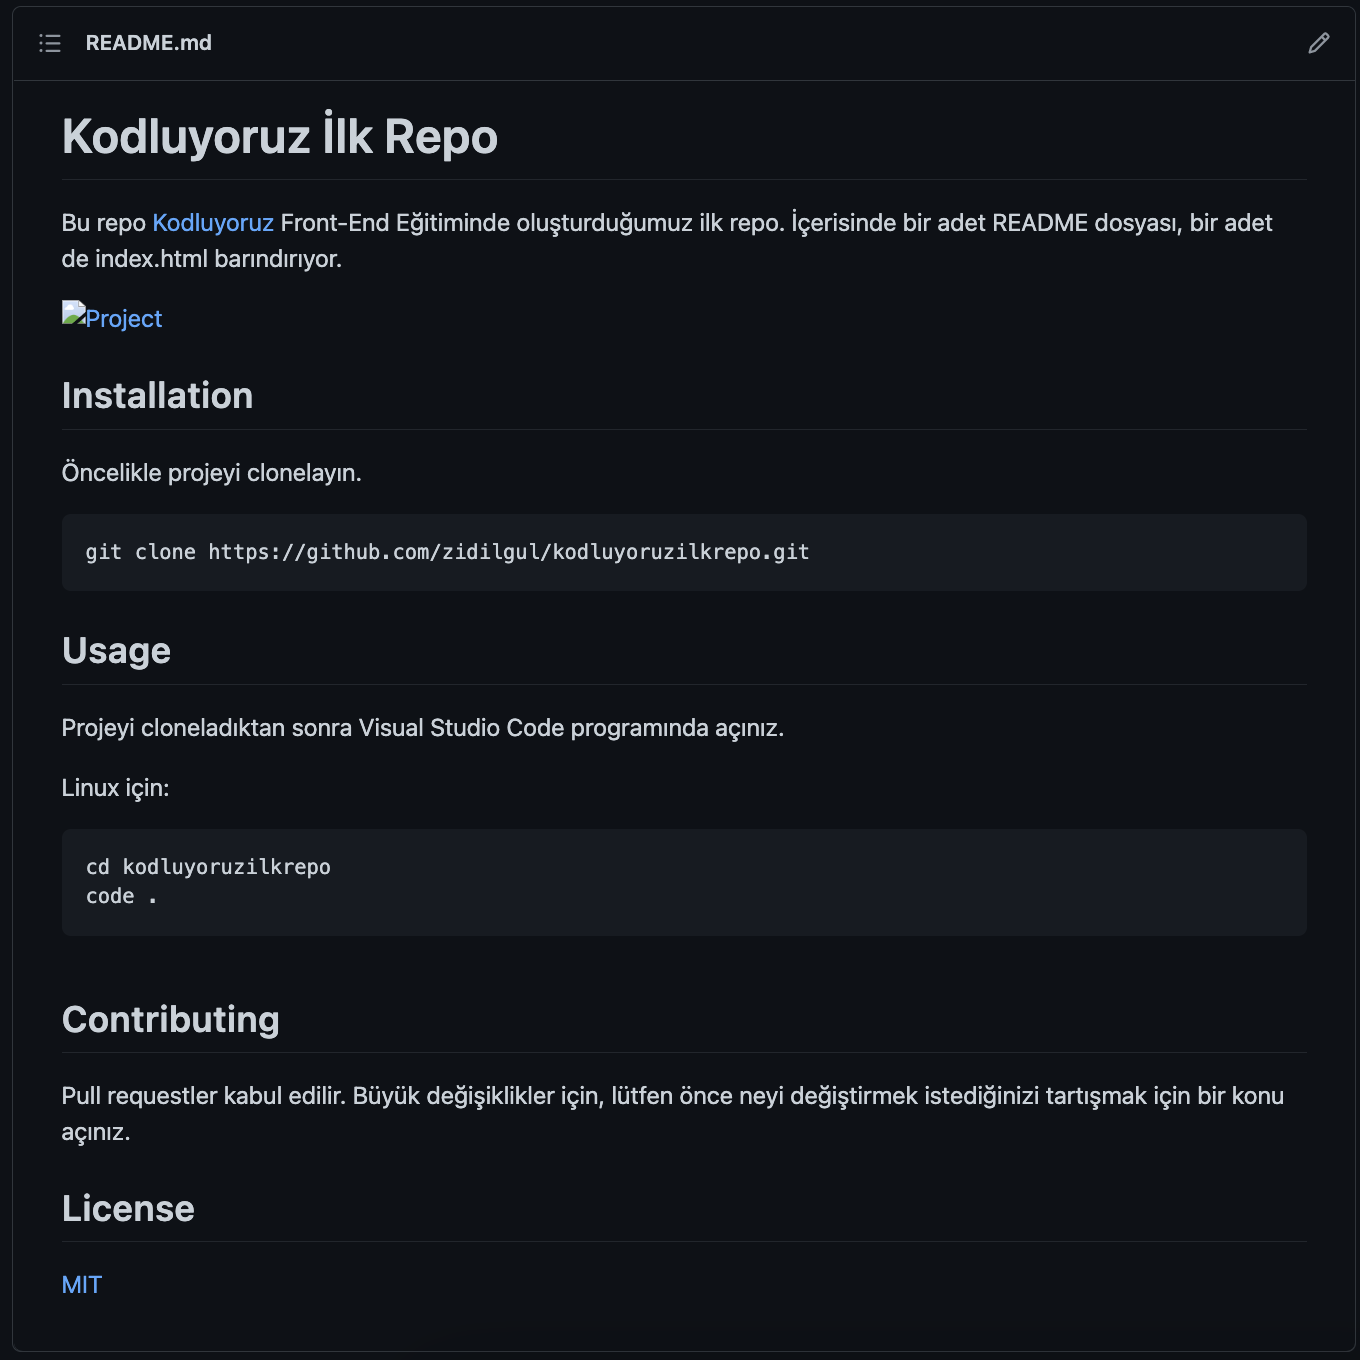 README.md
Kodluyoruz İlk Repo
Bu repo Kodluyoruz Front-End Eğitiminde oluşturduğumuz ilk repo. İçerisinde bir adet README dosyası, bir adet
de index.html barındırıyor.
Project
Installation
Öncelikle projeyi clonelayın.
git clone https://github.com/zidilgul/kodluyoruzilkrepo.git
Usage
Projeyi cloneladıktan sonra Visual Studio Code programında açınız.
Linux için:
cd kodluyoruzilkrepo
code .
Contributing
Pull requestler kabul edilir. Büyük değişiklikler için, lütfen önce neyi değiştirmek istediğinizi tartışmak için bir konu
açınız.
License
MIT